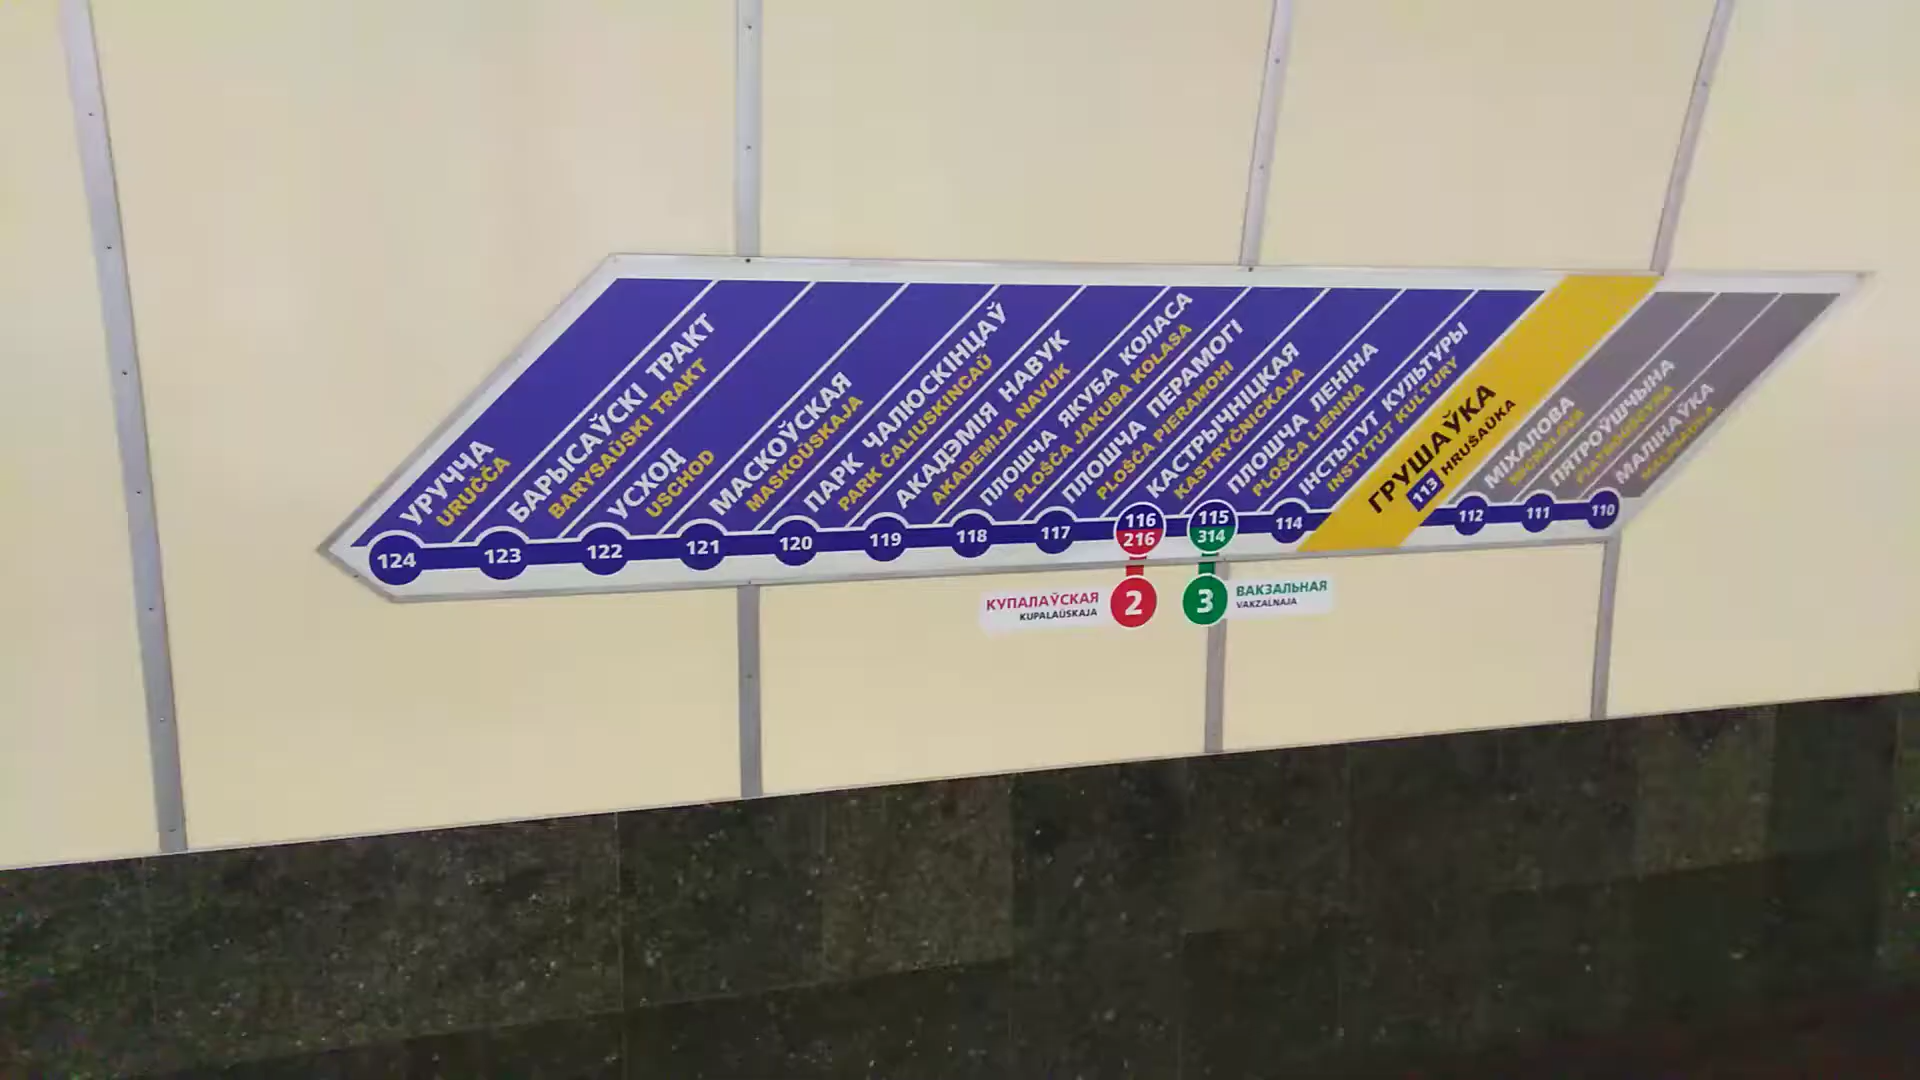 УРУЧЧА
URUČČA
124
БАРЫСАЎСКІ ТРАКТ
BARYSAŬSKI TRAKT
123
УСХОД
USCHOD
122
МАСКОЎСКАЯ
MASKOŬSKAJA
121
ПАРК ЧАЛЮСКІНЦАЎ
PARK ČALIUSKINCAŬ
120
АКАДЭМІЯ НАВУК
AKADEMIJA NAVUK
119
ПЛОШЧА ЯКУБА КОЛАСА
PLOŠČA JAKUBA KOLASA
118
ПЛОШЧА ПЕРАМОГІ
PLOŠČA PIERAMOHI
117
КАСТРЫЧНІЦКАЯ
KASTRYČNICKAJA
116
216
ПЛОШЧА ЛЕНІНА
PLOŠČA LIENINA
115
314
ІНСТЫТУТ КУЛЬТУРЫ
INSTYTUT KULTURY
114
ГРУШАЎКА
113 HRUŠAŬKA
МІХАЛОВА
MICHALOVA
112
ПЯТРОЎШЧЫНА
PIATROŬŠČYNA
111
МАЛІНАЎКА
MALINAŬKA
110
КУПАЛАЎСКАЯ
KUPALAŬSKAJA
2
3
ВАКЗАЛЬНАЯ
VAKZALNAJA